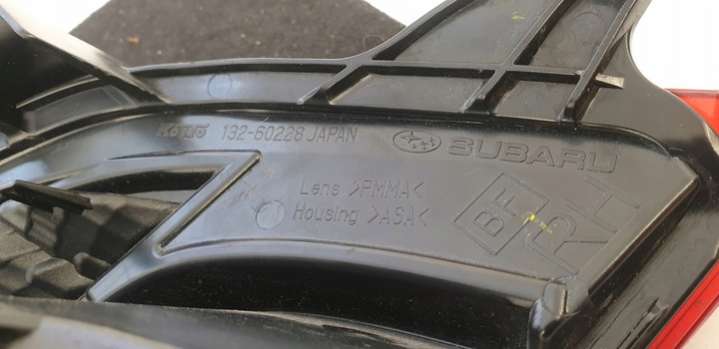 KOITO 132-60228 JAPAN SUBARU
Lens >PMMA<
Housing >ASA<
BF
RH